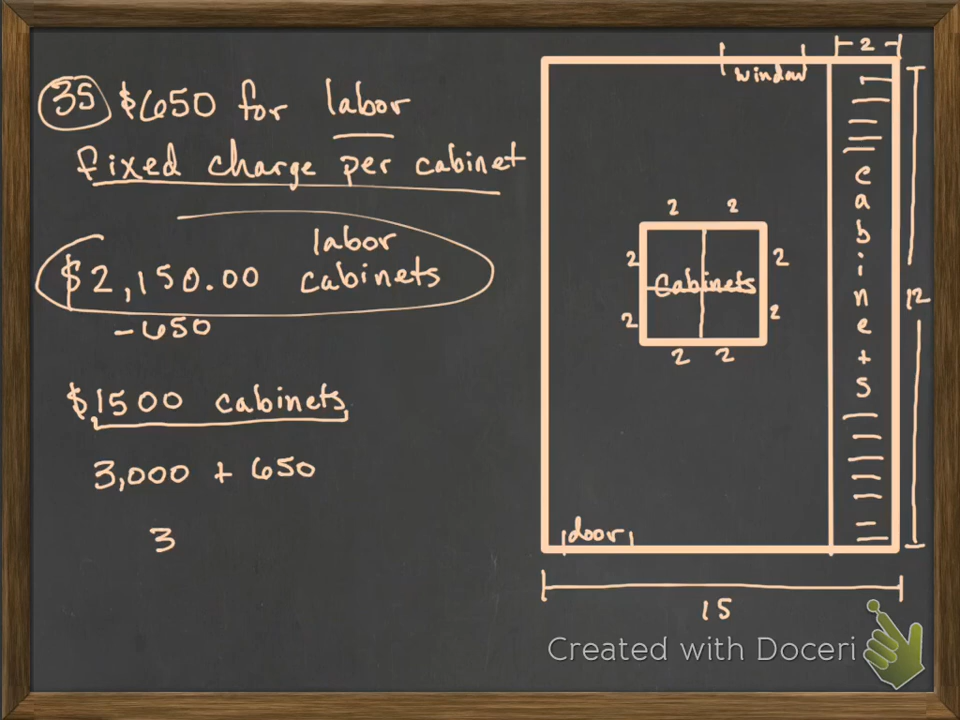 35 $650 for labor
fixed charge per cabinet
labor
$2,150.00 cabinets
-650
$1500 cabinets
3,000 + 650
3
window
2
cabinets
12
2 2
2 2
cabinets
2 2
2 2
door
15
Created with Doceri